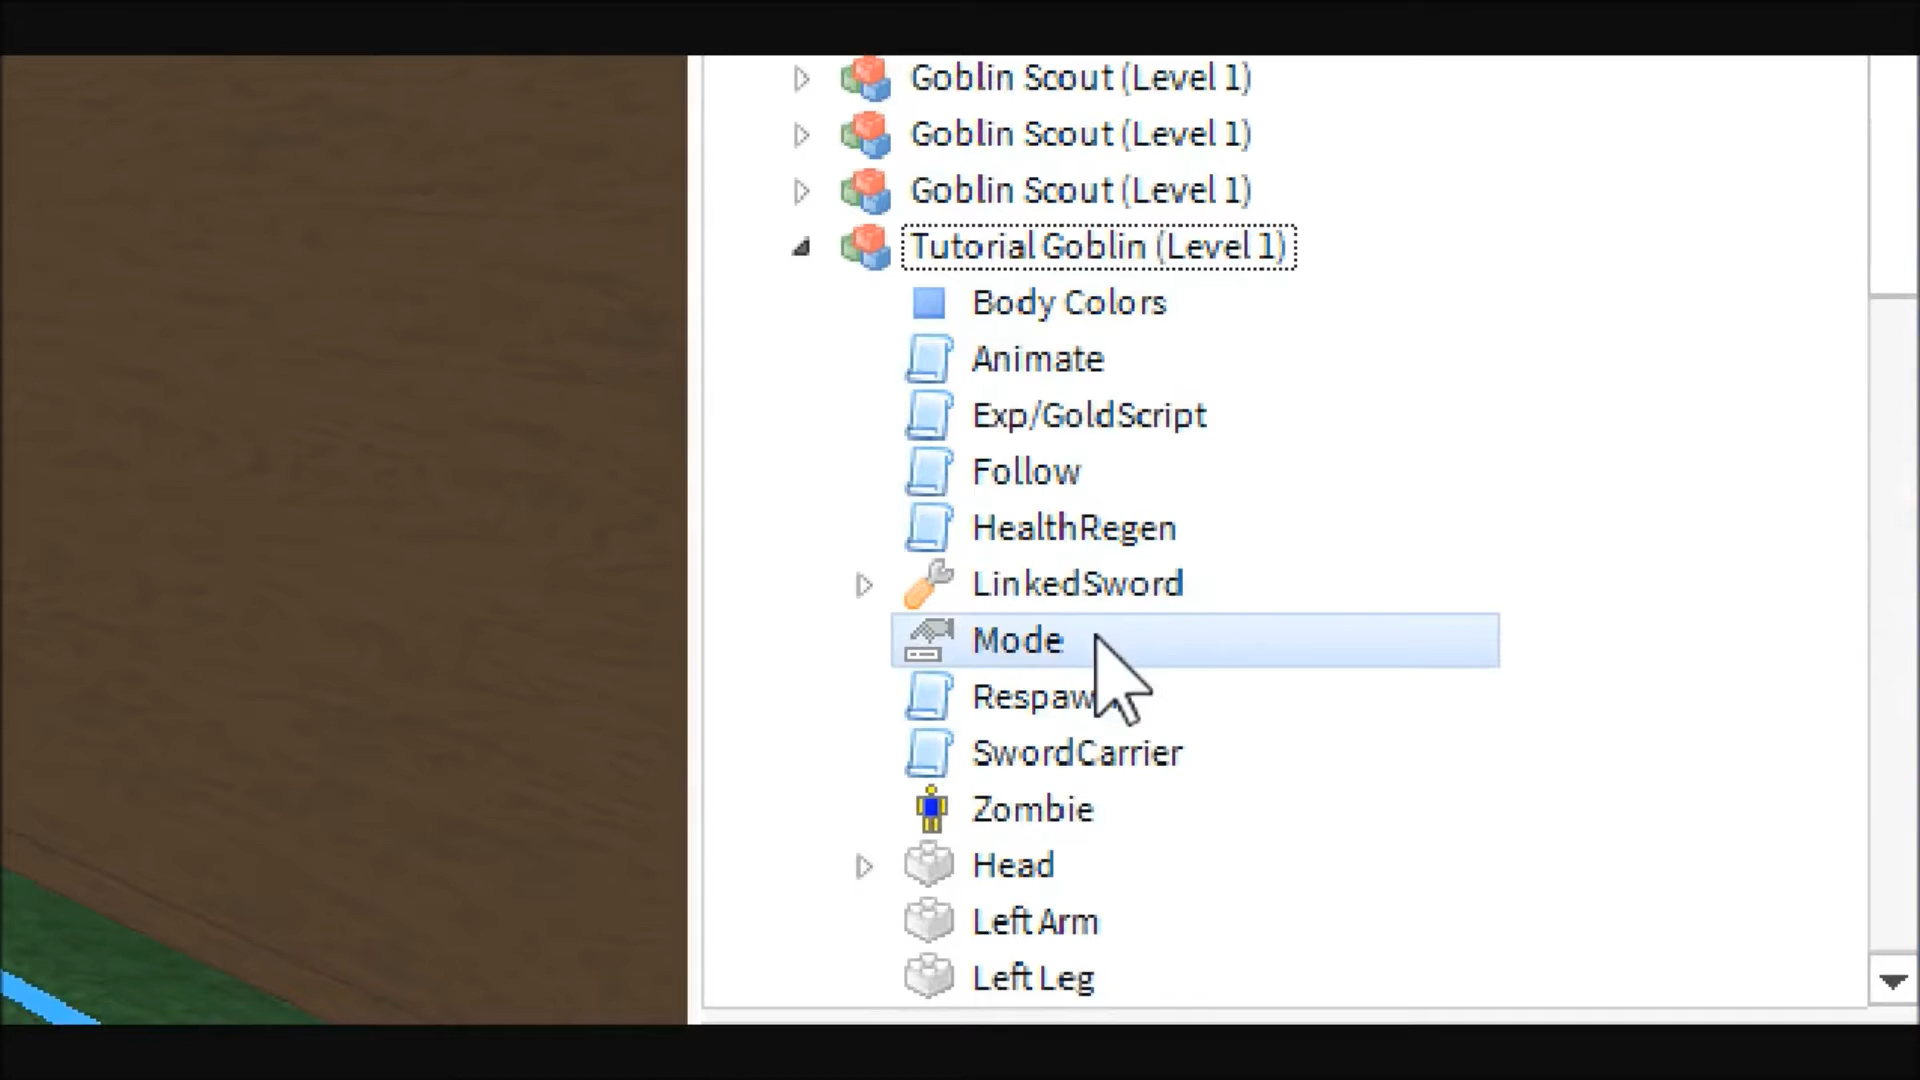 Goblin Scout (Level 1)
Goblin Scout (Level 1)
Goblin Scout (Level 1)
Tutorial Goblin (Level 1)
Body Colors
Animate
Exp/GoldScript
Follow
HealthRegen
LinkedSword
Mode
Respaw
SwordCarrier
Zombie
Head
Left Arm
Left Leg